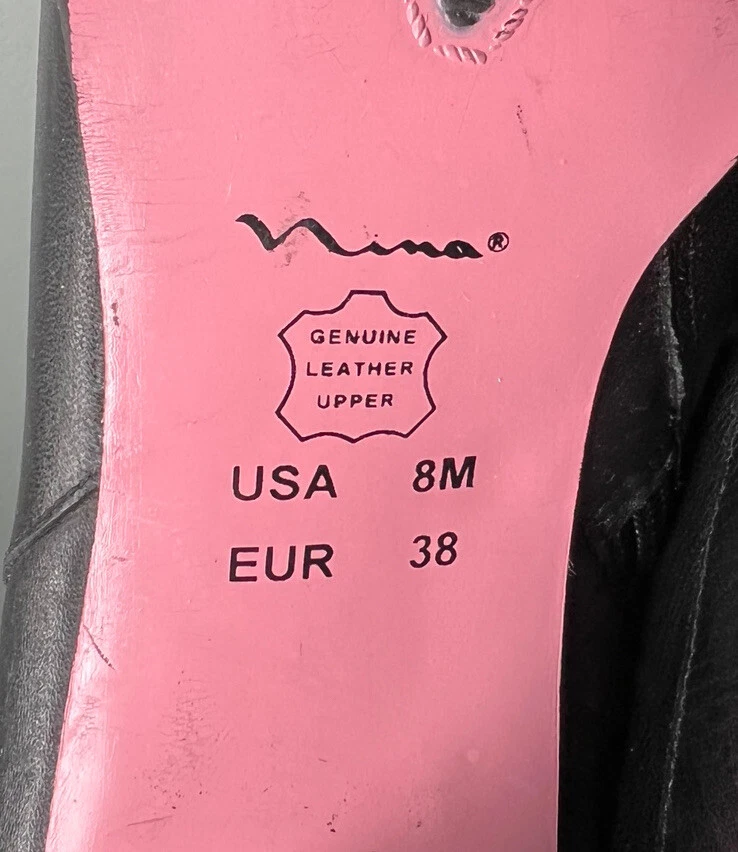 Nina®
GENUINE
LEATHER
UPPER
USA 8M
EUR 38